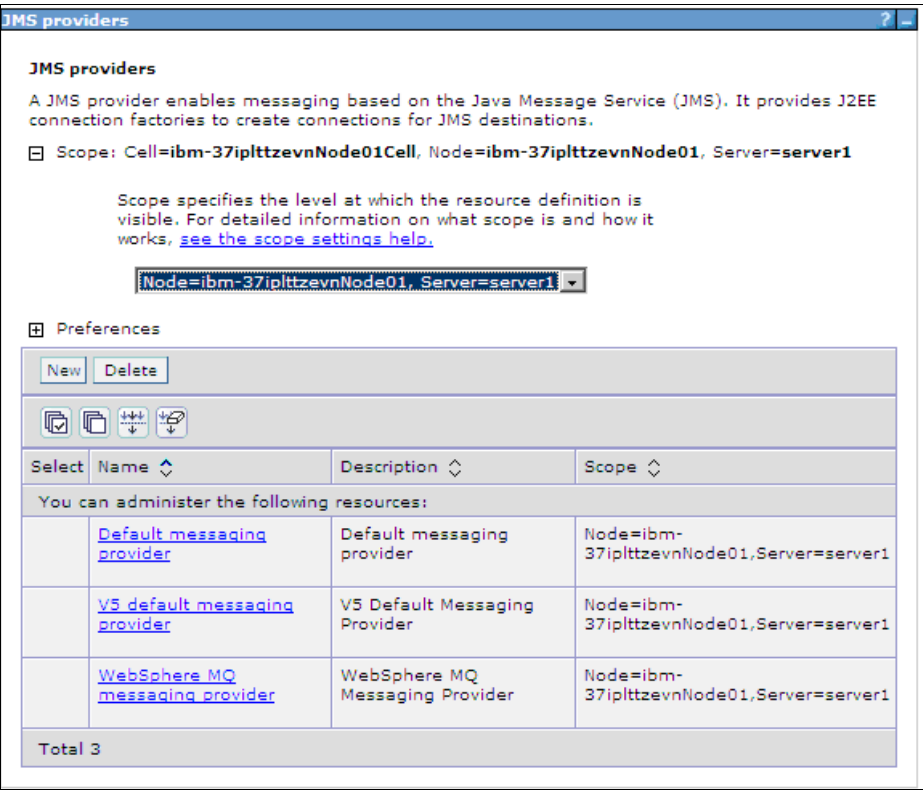 JMS providers ? _
JMS providers
A JMS provider enables messaging based on the Java Message Service (JMS). It provides J2EE
connection factories to create connections for JMS destinations.
Scope: Cell=ibm-37iplttzevnNode01Cell, Node=ibm-37iplttzevnNode01, Server=server1
Scope specifies the level at which the resource definition is
visible. For detailed information on what scope is and how it
works, see the scope settings help.
Node=ibm-37iplttzevnNode01, Server=server1
Preferences
New Delete
Select Name Description Scope
You can administer the following resources:
Default messaging Default messaging Node=ibm-
provider provider 37iplttzevnNode01,Server=server1
V5 default messaging V5 Default Messaging Node=ibm-
provider Provider 37iplttzevnNode01,Server=server1
WebSphere MQ WebSphere MQ Node=ibm-
messaging provider Messaging Provider 37iplttzevnNode01,Server=server1
Total 3